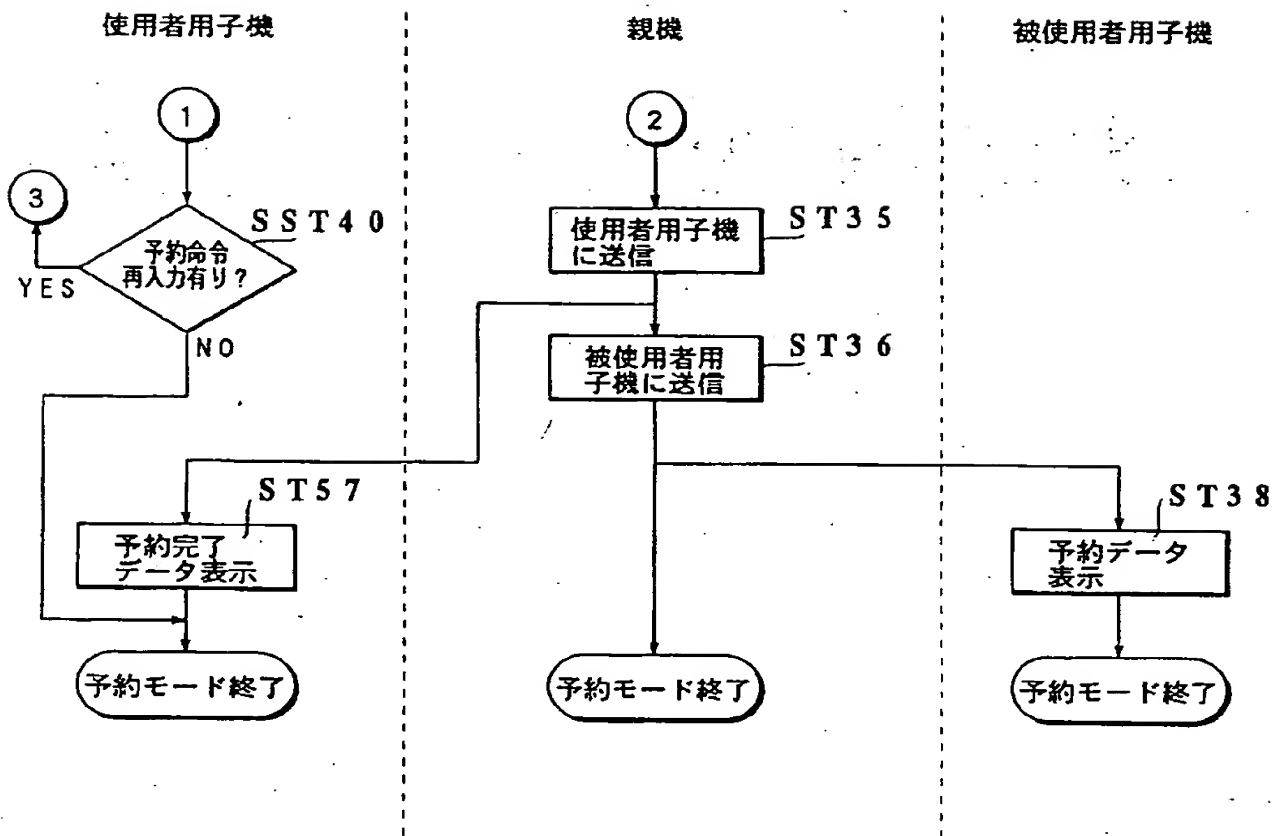 使用者用子機
親機
被使用者用子機
1
2
3
SST40
予約命令
再入力有り？
YES
NO
使用者用子機
に送信
ST35
被使用者用
子機に送信
ST36
ST57
予約完了
データ表示
ST38
予約データ
表示
予約モード終了
予約モード終了
予約モード終了